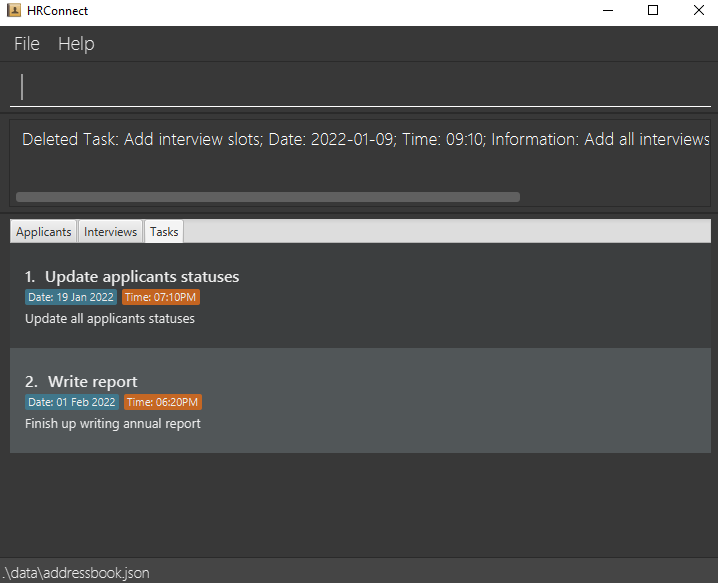 HRConnect
File Help
Deleted Task: Add interview slots; Date: 2022-01-09; Time: 09:10; Information: Add all interviews
Applicants Interviews Tasks
1. Update applicants statuses
Date: 19 Jan 2022 Time: 07:10PM
Update all applicants statuses
2. Write report
Date: 01 Feb 2022 Time: 06:20PM
Finish up writing annual report
.\data\addressbook.json